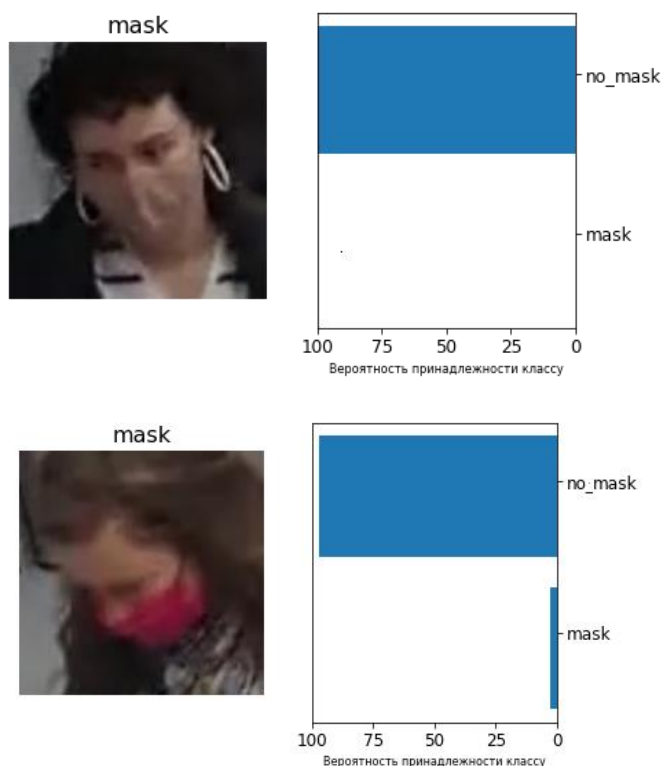 mask
no_mask
mask
100 75 50 25 0
Вероятность принадлежности классу
mask
no_mask
mask
100 75 50 25 0
Вероятность принадлежности классу